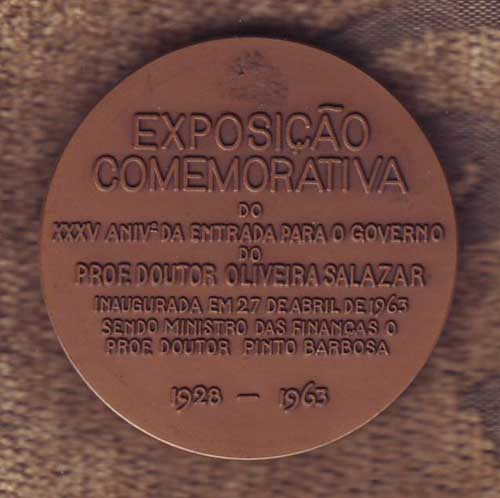 EXPOSIÇÃO
COMEMORATIVA
DO
XXXV ANIVº DA ENTRADA PARA O GOVERNO
DO
PROF. DOUTOR OLIVEIRA SALAZAR
INAUGURADA EM 27 DE ABRIL DE 1963
SENDO MINISTRO DAS FINANÇAS O
PROF. DOUTOR PINTO BARBOSA
1928 — 1963